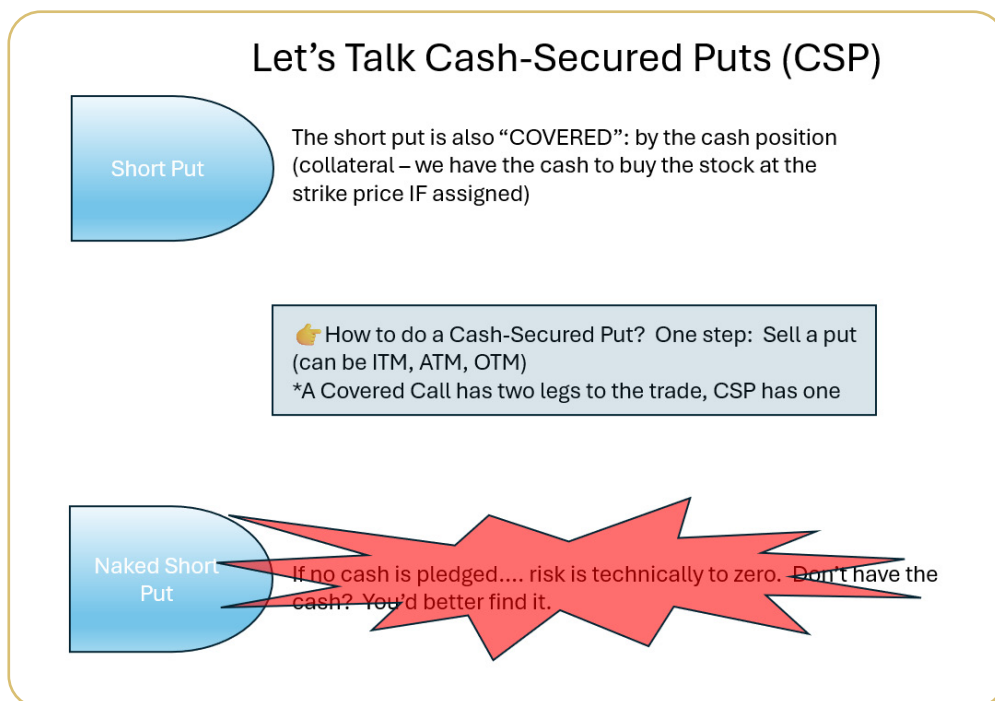 Let’s Talk Cash-Secured Puts (CSP)
Short Put
The short put is also “COVERED”: by the cash position
(collateral – we have the cash to buy the stock at the
strike price IF assigned)
👉How to do a Cash-Secured Put?  One step:  Sell a put
(can be ITM, ATM, OTM)
*A Covered Call has two legs to the trade, CSP has one
Naked Short
Put
If no cash is pledged.... risk is technically to zero.  Don’t have the
cash?  You’d better find it.